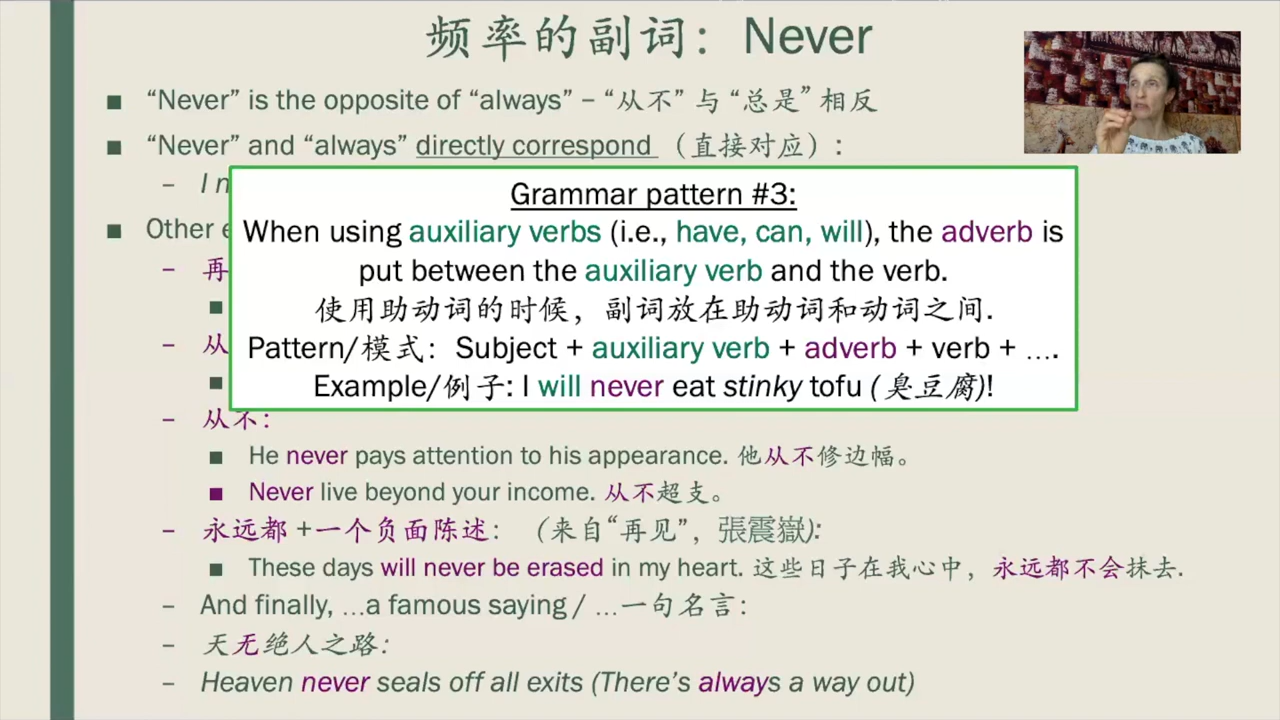 频率的副词：Never
■ “Never” is the opposite of “always” – “从不” 与 “总是” 相反
■ “Never” and “always” directly correspond （直接对应）:
– I n
Grammar pattern #3:
When using auxiliary verbs (i.e., have, can, will), the adverb is
put between the auxiliary verb and the verb.
使用助动词的时候，副词放在助动词和动词之间.
Pattern/模式：Subject + auxiliary verb + adverb + verb + ….
Example/例子: I will never eat stinky tofu (臭豆腐)!
■ Other e
– 再
– 从
– 从不：
■ He never pays attention to his appearance. 他从不修边幅。
■ Never live beyond your income. 从不超支。
– 永远都 +一个负面陈述：（来自“再见”，張震嶽):
■ These days will never be erased in my heart. 这些日子在我心中，永远都不会抹去.
– And finally, …a famous saying / …一句名言：
– 天无绝人之路：
– Heaven never seals off all exits (There’s always a way out)